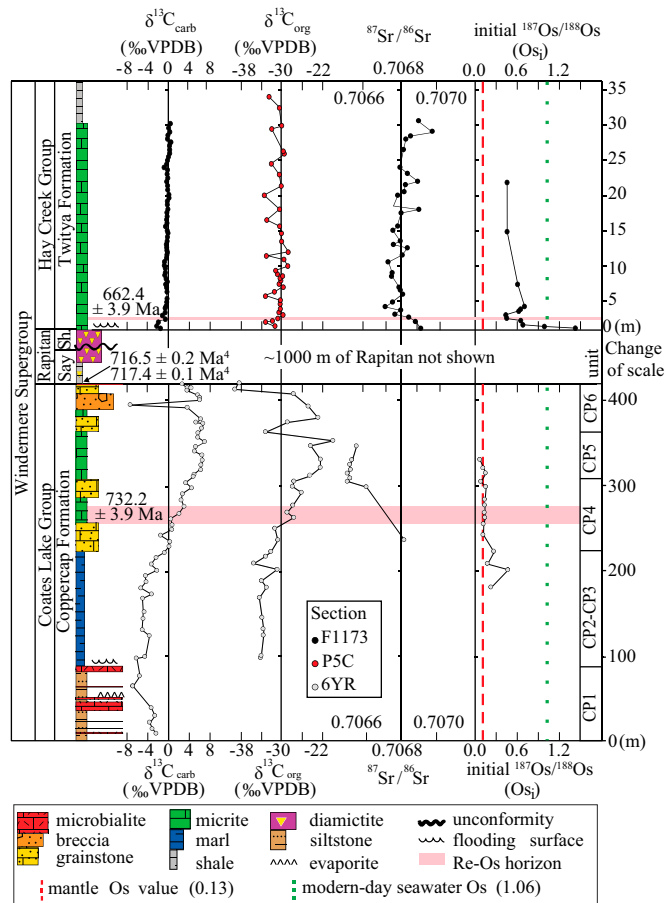 δ13Ccarb δ13Corg 87Sr/86Sr initial 187Os/188Os
(‰VPDB) (‰VPDB) (Osi)
-8 -4 0 4 8 -38 -30 -22 0.7068 0.0 0.6 1.2
0.7066 0.7070
35
30
25
20
15
10
5
0 (m)
Windermere Supergroup
Hay Creek Group
Twitya Formation
662.4
± 3.9 Ma
Rapitan
Say Sh.
716.5 ± 0.2 Ma4
717.4 ± 0.1 Ma4
~1000 m of Rapitan not shown
unit
Change of scale
Coates Lake Group
Coppercap Formation
732.2
± 3.9 Ma
400
300
200
100
0 (m)
CP6
CP5
CP4
CP2-CP3
CP1
Section
F1173
P5C
6YR
0.7066 0.7070
-8 -4 0 4 8 -38 -30 -22 0.7068 0.0 0.6 1.2
δ13Ccarb δ13Corg 87Sr/86Sr initial 187Os/188Os
(‰VPDB) (‰VPDB) (Osi)
microbialite micrite diamictite unconformity
breccia marl siltstone flooding surface
grainstone shale evaporite Re-Os horizon
mantle Os value (0.13) modern-day seawater Os (1.06)